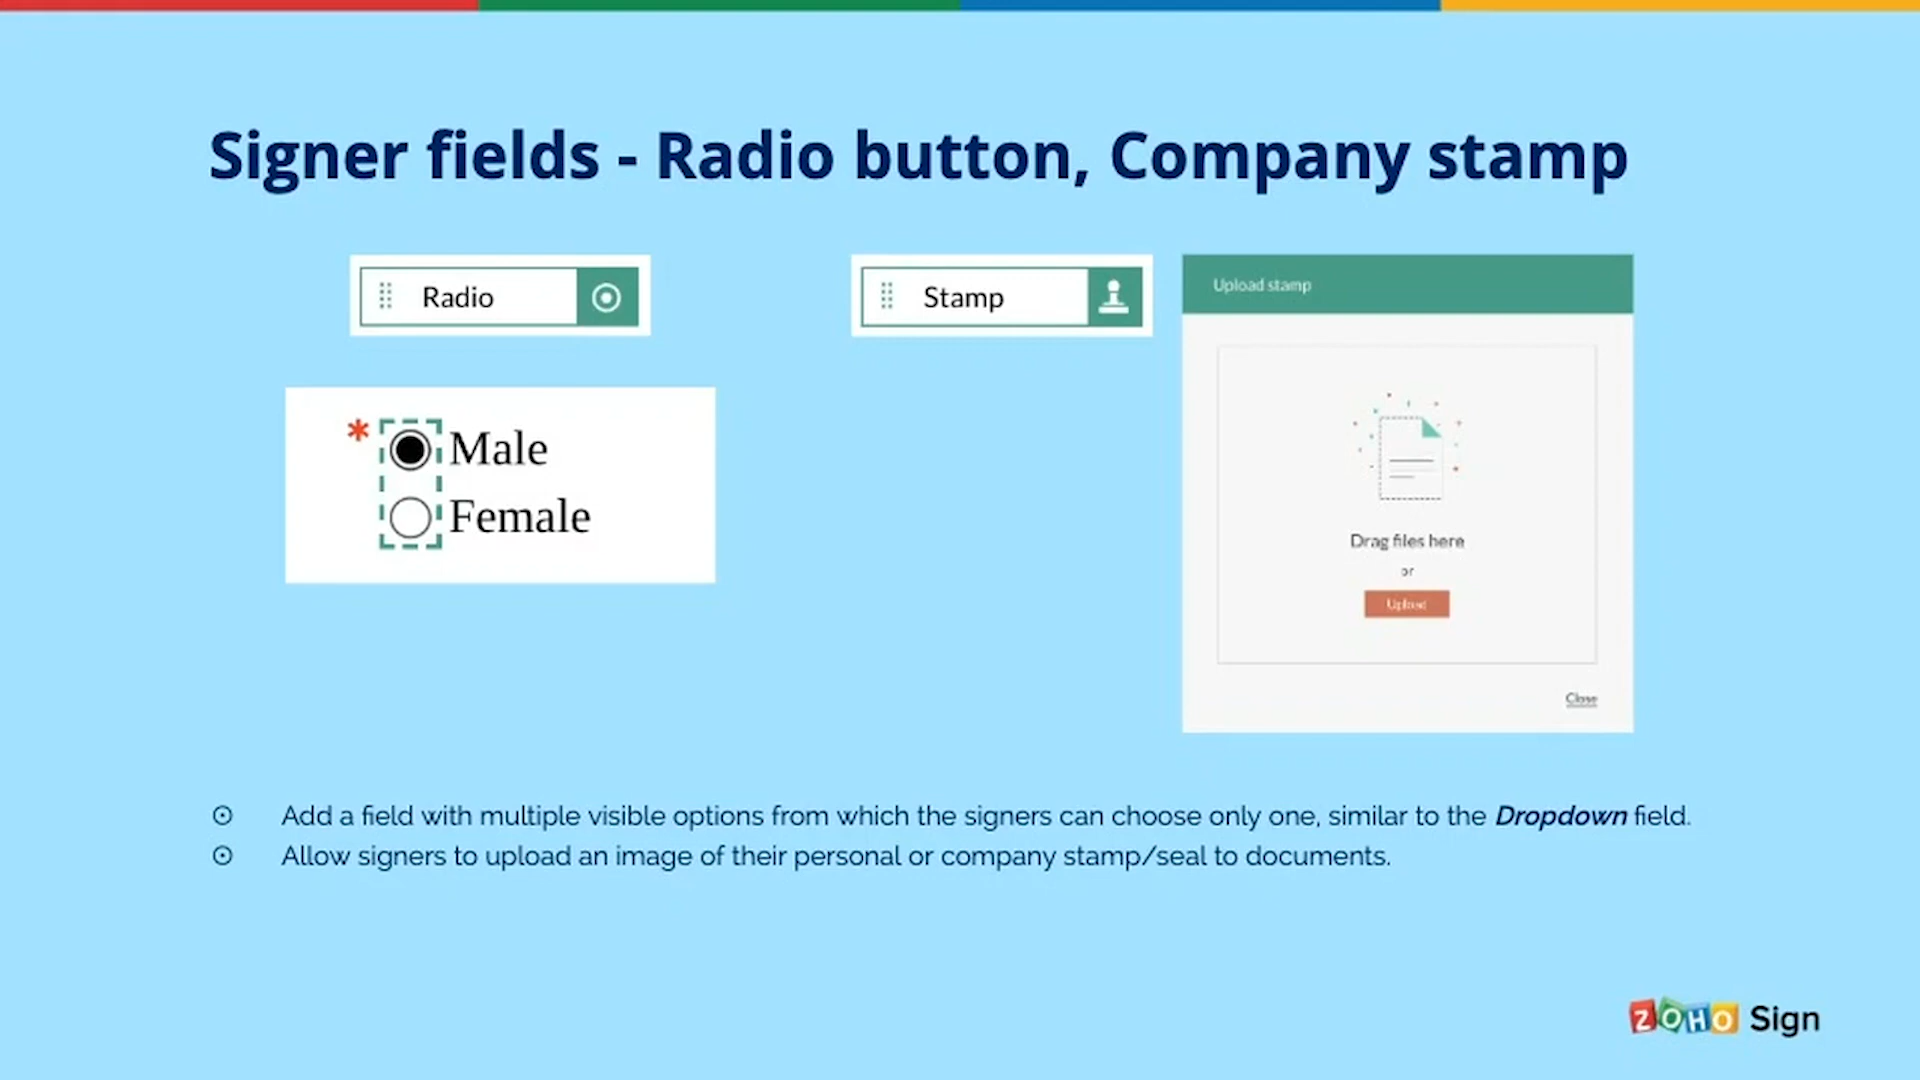 Signer fields - Radio button, Company stamp
Radio
Stamp
Upload stamp
* Male
Female
Drag files here
or
Upload
Close
Add a field with multiple visible options from which the signers can choose only one, similar to the Dropdown field.
Allow signers to upload an image of their personal or company stamp/seal to documents.
ZOHO Sign